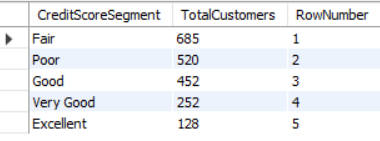 CreditScoreSegment TotalCustomers RowNumber
Fair 685 1
Poor 520 2
Good 452 3
Very Good 252 4
Excellent 128 5